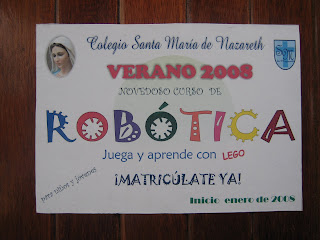 Colegio Santa María de Nazareth
VERANO 2008
NOVEDOSO CURSO DE
ROBÓTICA
Juega y aprende con LEGO
para niños y jovenes
¡MATRICÚLATE YA!
Inicio enero de 2008